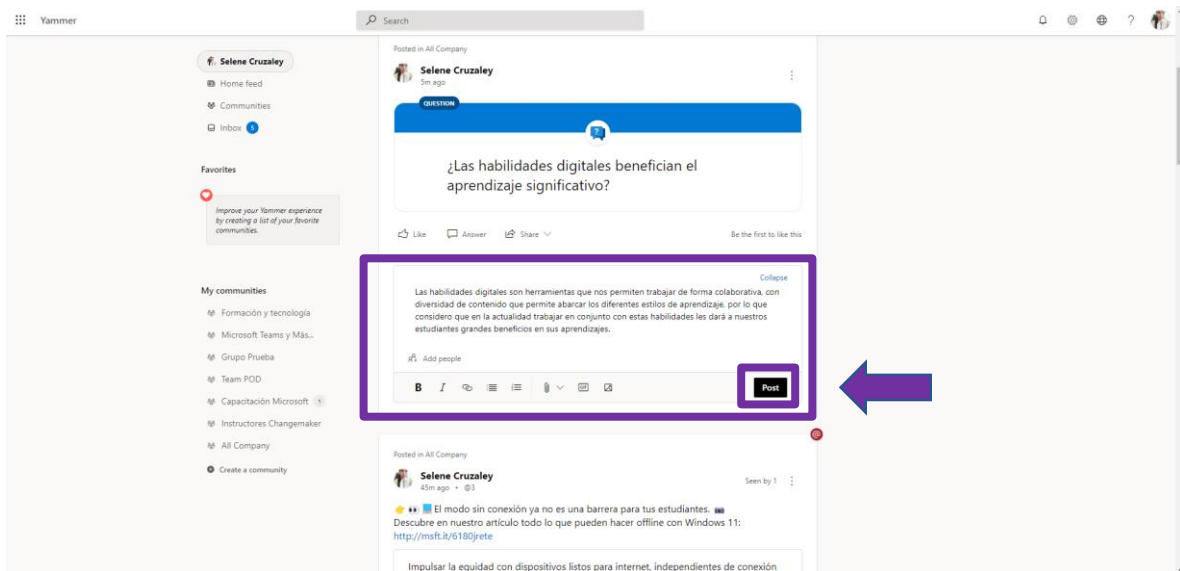 Yammer
Search
?
Selene Cruzaley
Home feed
Communities
Inbox 5
Favorites
Improve your Yammer experience
by creating a list of your favorite
communities.
My communities
Formación y tecnología
Microsoft Teams y Más...
Grupo Prueba
Team POD
Capacitación Microsoft 1
Instructores Changemaker
All Company
Create a community
Posted in All Company
Selene Cruzaley
5m ago
QUESTION
?
¿Las habilidades digitales benefician el
aprendizaje significativo?
Like Answer Share Be the first to like this
Collapse
Las habilidades digitales son herramientas que nos permiten trabajar de forma colaborativa, con
diversidad de contenido que permite abarcar los diferentes estilos de aprendizaje, por lo que
considero que en la actualidad trabajar en conjunto con estas habilidades les dará a nuestros
estudiantes grandes beneficios en sus aprendizajes.
Add people
B I GIF Post
@
Posted in All Company
Selene Cruzaley Seen by 1
45m ago • @3
👉 👀 💻 El modo sin conexión ya no es una barrera para tus estudiantes.
Descubre en nuestro artículo todo lo que pueden hacer offline con Windows 11:
http://msft.it/6180jrete
Impulsar la equidad con dispositivos listos para internet, independientes de conexión